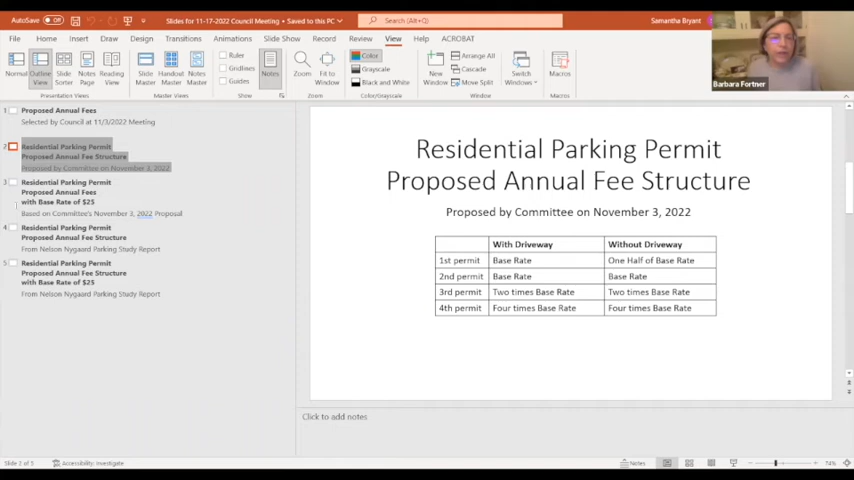 AutoSave Off
Slides for 11-17-2022 Council Meeting • Saved to this PC
Search (Alt+Q)
Samantha Bryant
File Home Insert Draw Design Transitions Animations Slide Show Record Review View Help ACROBAT
Normal
Outline View
Slide Sorter
Notes Page
Reading View
Slide Master
Handout Master
Notes Master
Ruler
Gridlines
Guides
Notes
Zoom
Fit to Window
Color
Grayscale
Black and White
New Window
Arrange All
Cascade
Move Split
Switch Windows
Macros
Presentation Views Master Views Show Zoom Color/Grayscale Window Macros
Barbara Fortner
1 Proposed Annual Fees
Selected by Council at 11/3/2022 Meeting
2 Residential Parking Permit
Proposed Annual Fee Structure
Proposed by Committee on November 3, 2022
3 Residential Parking Permit
Proposed Annual Fees
with Base Rate of $25
Based on Committee's November 3, 2022 Proposal
4 Residential Parking Permit
Proposed Annual Fee Structure
From Nelson Nygaard Parking Study Report
5 Residential Parking Permit
Proposed Annual Fee Structure
with Base Rate of $25
From Nelson Nygaard Parking Study Report
Residential Parking Permit
Proposed Annual Fee Structure
Proposed by Committee on November 3, 2022
With Driveway Without Driveway
1st permit Base Rate One Half of Base Rate
2nd permit Base Rate Base Rate
3rd permit Two times Base Rate Two times Base Rate
4th permit Four times Base Rate Four times Base Rate
Click to add notes
Slide 2 of 5 Accessibility: Investigate Notes 74%